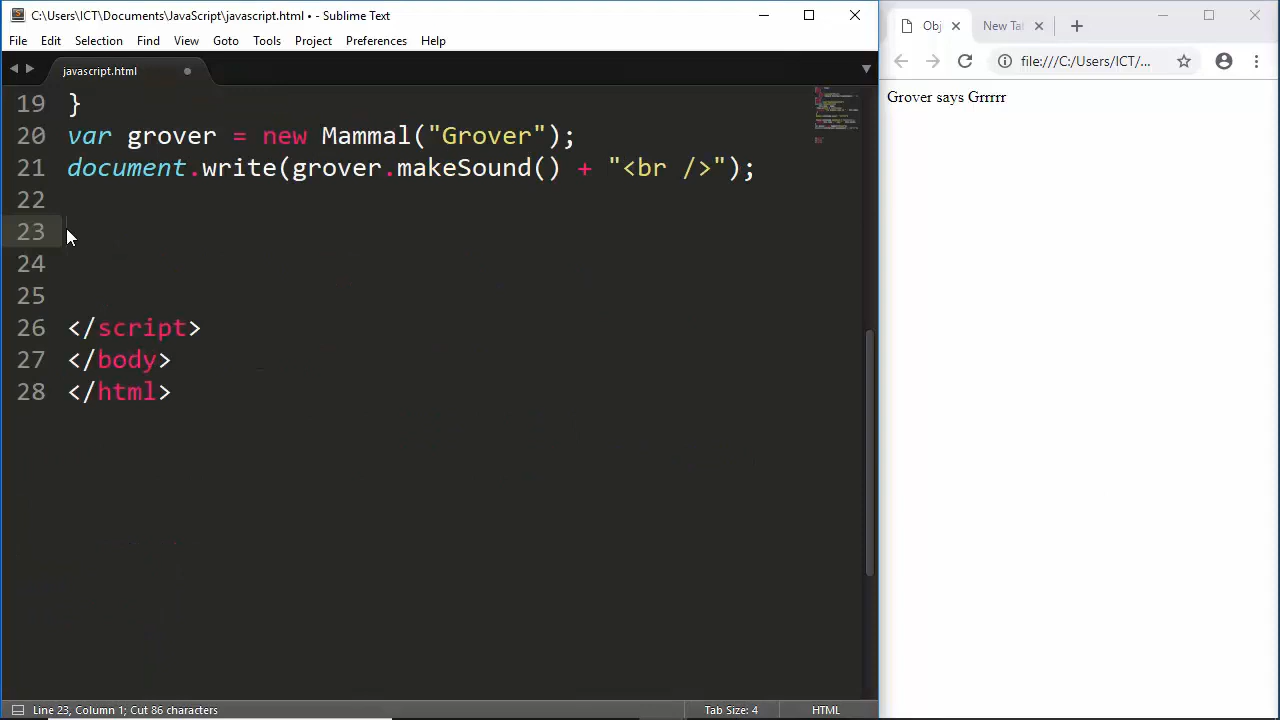 C:\Users\ICT\Documents\JavaScript\javascript.html • - Sublime Text
File Edit Selection Find View Goto Tools Project Preferences Help
javascript.html
19 }
20 var grover = new Mammal("Grover");
21 document.write(grover.makeSound() + "<br />");
22
23
24
25
26 </script>
27 </body>
28 </html>
Line 23, Column 1; Cut 86 characters
Tab Size: 4
HTML
Obj
New Ta
file:///C:/Users/ICT/...
Grover says Grrrrr